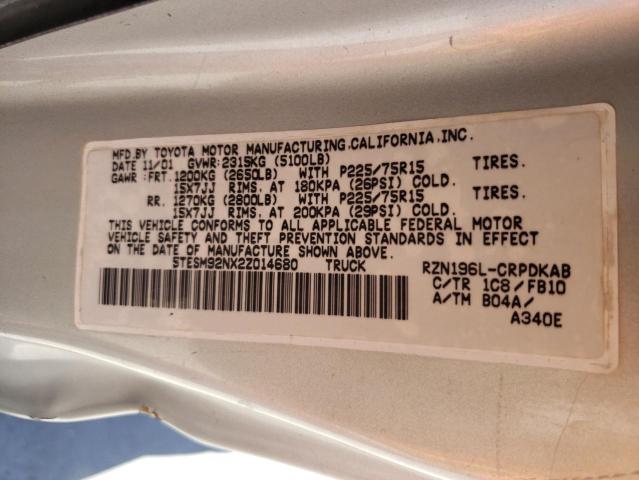 MFD.BY TOYOTA MOTOR MANUFACTURING,CALIFORNIA,INC.
DATE 11/01 GVWR:2315KG (5100LB)
GAWR :FRT.1200KG (2650LB) WITH P225/75R15 TIRES.
15X7JJ RIMS, AT 180KPA (26PSI) COLD.
RR. 1270KG (2800LB) WITH P225/75R15 TIRES.
15X7JJ RIMS, AT 200KPA (29PSI) COLD.
THIS VEHICLE CONFORMS TO ALL APPLICABLE FEDERAL MOTOR
VEHICLE SAFETY AND THEFT PREVENTION STANDARDS IN EFFECT
ON THE DATE OF MANUFACTURE SHOWN ABOVE.
5TESM92NX2Z014680 TRUCK RZN196L-CRPDKAB
C/TR 1C8/FB10
A/TM B04A/
A340E